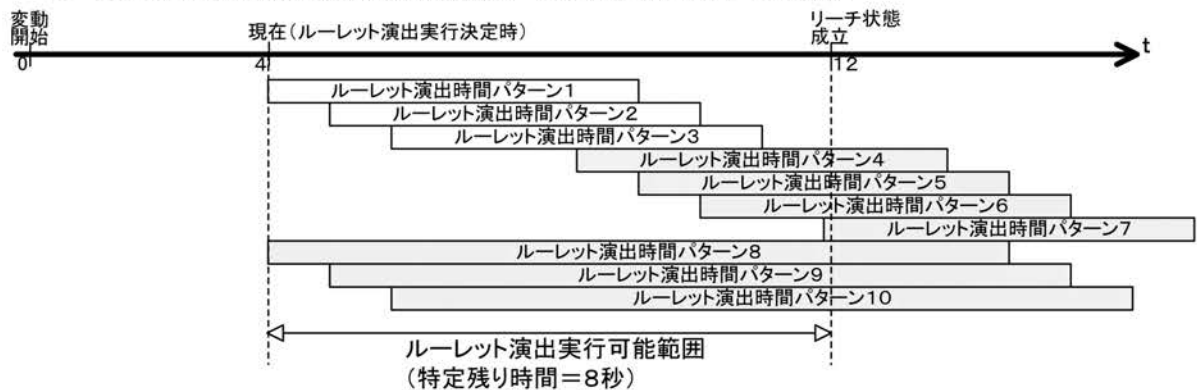 変動
開始
現在(ルーレット演出実行決定時)
リーチ状態
成立
t
0
4
12
ルーレット演出時間パターン1
ルーレット演出時間パターン2
ルーレット演出時間パターン3
ルーレット演出時間パターン4
ルーレット演出時間パターン5
ルーレット演出時間パターン6
ルーレット演出時間パターン7
ルーレット演出時間パターン8
ルーレット演出時間パターン9
ルーレット演出時間パターン10
ルーレット演出実行可能範囲
(特定残り時間=8秒)